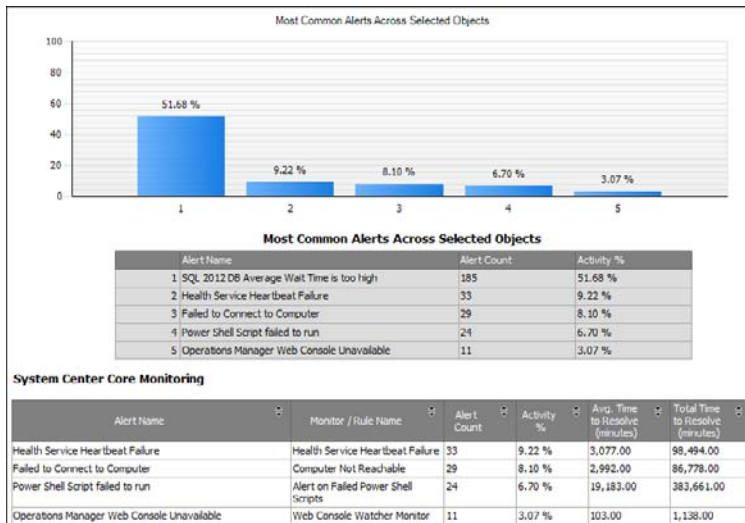 Most Common Alerts Across Selected Objects
100
80
60
40
20
0
51.68 %
9.22 %
8.10 %
6.70 %
3.07 %
1 2 3 4 5
Most Common Alerts Across Selected Objects
Alert Name Alert Count Activity %
1 SQL 2012 DB Average Wait Time is too high 185 51.68 %
2 Health Service Heartbeat Failure 33 9.22 %
3 Failed to Connect to Computer 29 8.10 %
4 Power Shell Script failed to run 24 6.70 %
5 Operations Manager Web Console Unavailable 11 3.07 %
System Center Core Monitoring
Alert Name Monitor / Rule Name Alert Count Activity % Avg. Time to Resolve (minutes) Total Time to Resolve (minutes)
Health Service Heartbeat Failure Health Service Heartbeat Failure 33 9.22 % 3,077.00 98,494.00
Failed to Connect to Computer Computer Not Reachable 29 8.10 % 2,992.00 86,778.00
Power Shell Script failed to run Alert on Failed Power Shell Scripts 24 6.70 % 19,183.00 383,661.00
Operations Manager Web Console Unavailable Web Console Watcher Monitor 11 3.07 % 103.00 1,138.00